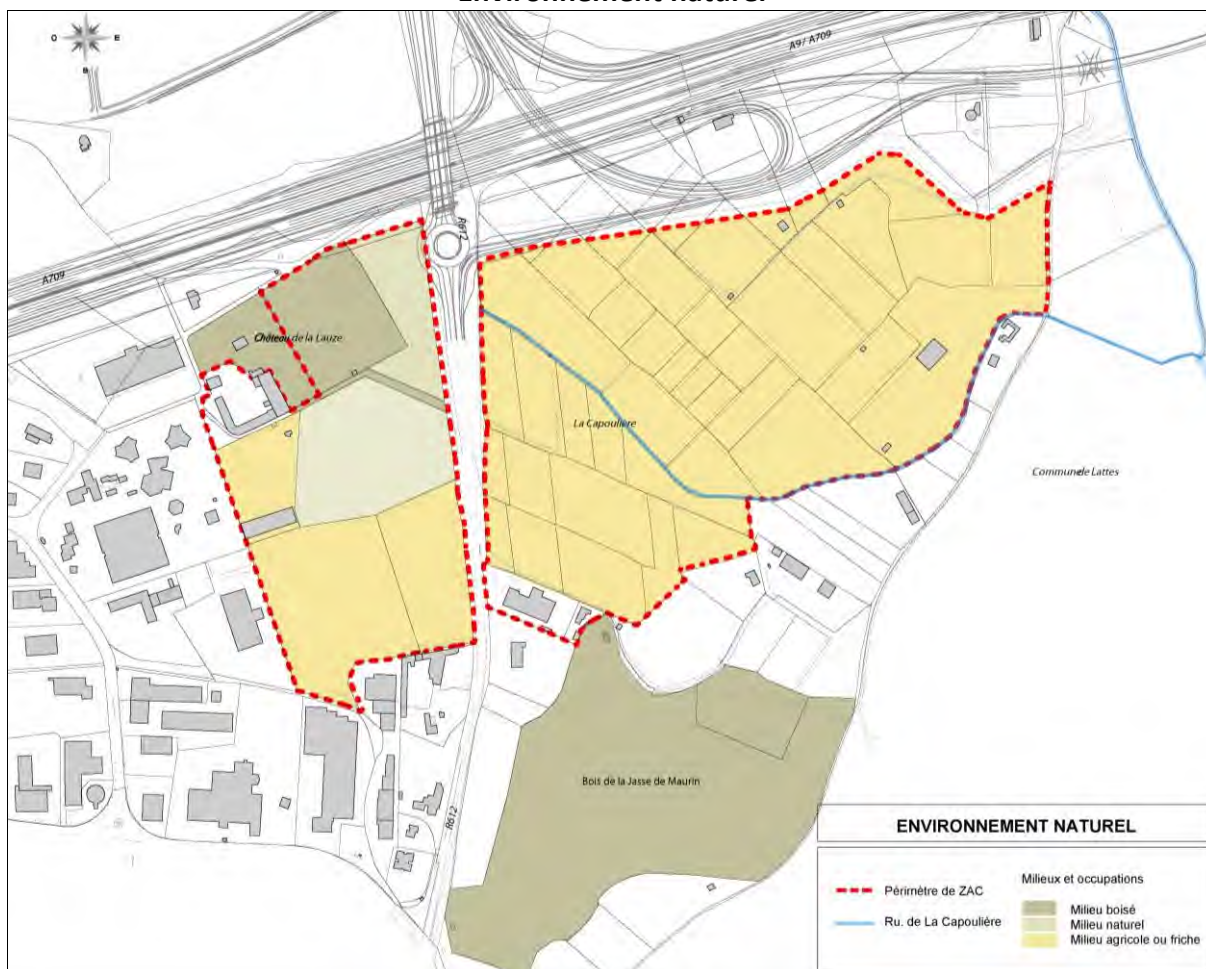 Environnement naturel
O
E
S
A9/ A709
R612
A709
Château de la Lauze
La Capoulière
Commune de Lattes
Bois de la Jasse de Maurin
R612
ENVIRONNEMENT NATUREL
Périmètre de ZAC
Ru. de La Capoulière
Milieux et occupations
Milieu boisé
Milieu naturel
Milieu agricole ou friche